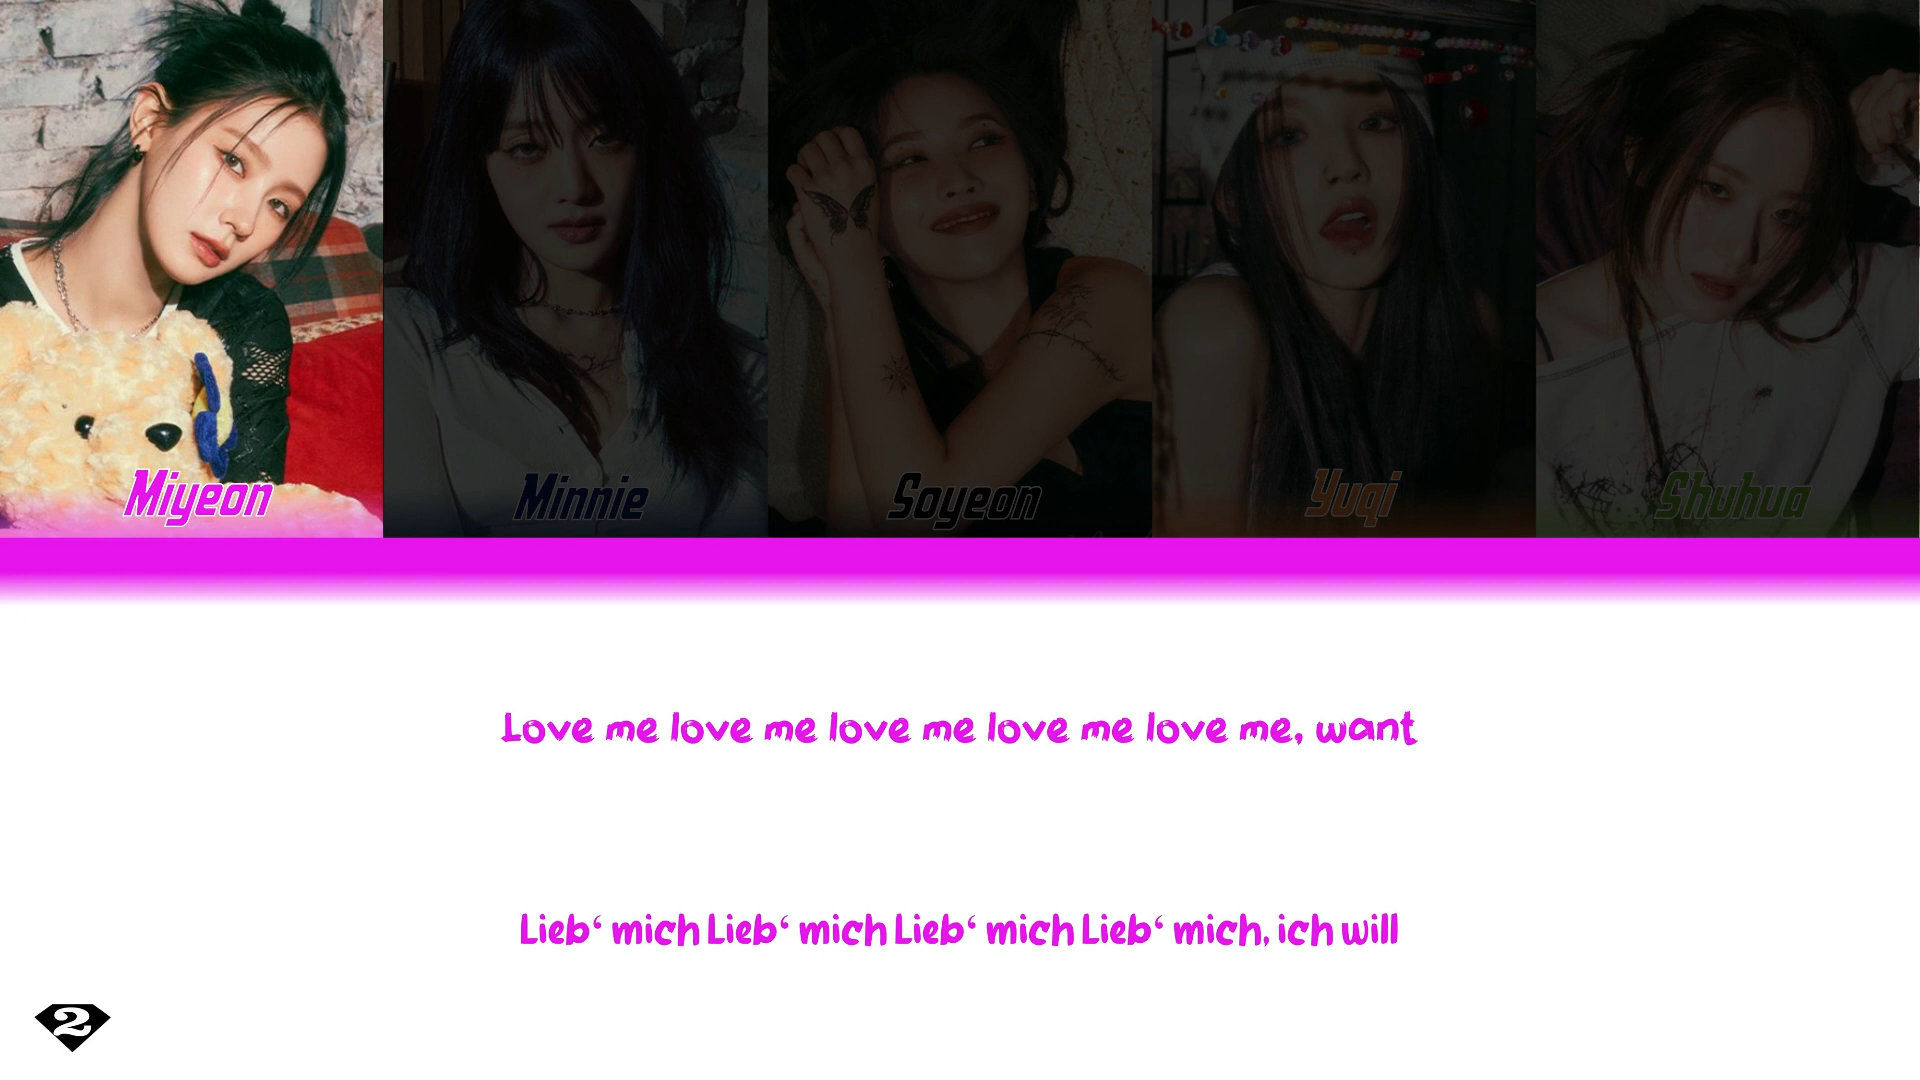 Miyeon
Minnie
Soyeon
Yuqi
Shuhua
Love me love me love me love me love me, want
Lieb‘ mich Lieb‘ mich Lieb‘ mich Lieb‘ mich, ich will
2